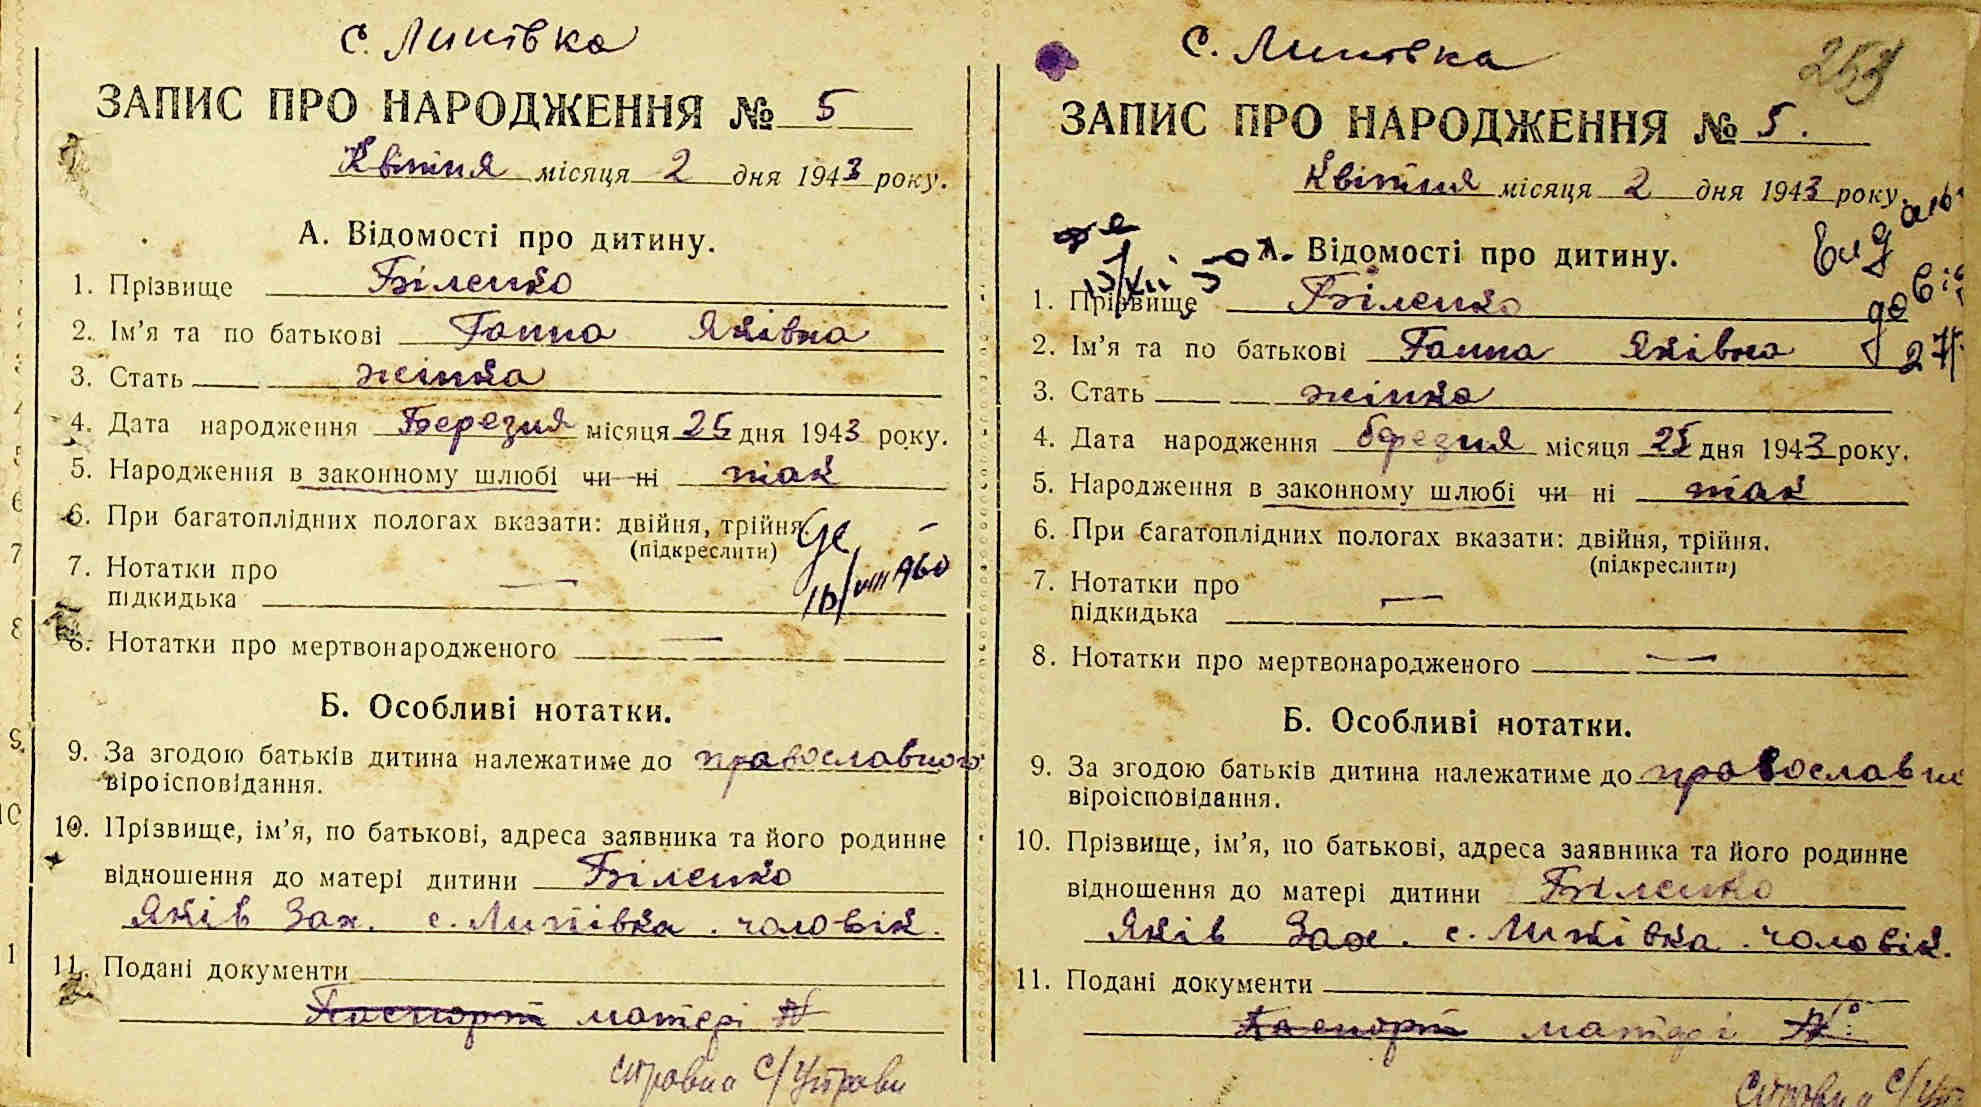 с. Липівка
ЗАПИС ПРО НАРОДЖЕННЯ № 5
Квітня місяця 2 дня 1943 року.
А. Відомості про дитину.
1. Прізвище Біленко
2. Ім'я та по батькові Ганна Яківна
3. Стать жінка
4. Дата народження Березня місяця 25 дня 1943 року.
5. Народження в законному шлюбі чи ні так
6. При багатоплідних пологах вказати: двійня, трійня.
(підкреслити)
7. Нотатки про
підкидька —
8. Нотатки про мертвонародженого —
Б. Особливі нотатки.
9. За згодою батьків дитина належатиме до православного
віроісповідання.
10. Прізвище, ім'я, по батькові, адреса заявника та його родинне
відношення до матері дитини Біленко
Яків Зах. с. Липівка. чоловік.
11. Подані документи
Паспорт матері №
с/Управи
с. Липівка
ЗАПИС ПРО НАРОДЖЕННЯ № 5.
Квітня місяця 2 дня 1943 року.
А. Відомості про дитину.
1. Прізвище Біленко
2. Ім'я та по батькові Ганна Яківна
3. Стать жінка
4. Дата народження березня місяця 25 дня 1943 року.
5. Народження в законному шлюбі чи ні так
6. При багатоплідних пологах вказати: двійня, трійня.
(підкреслити)
7. Нотатки про
підкидька —
8. Нотатки про мертвонародженого —
Б. Особливі нотатки.
9. За згодою батьків дитина належатиме до православн
віроісповідання.
10. Прізвище, ім'я, по батькові, адреса заявника та його родинне
відношення до матері дитини Біленко
Яків Зах. с. Липівка. чоловік.
11. Подані документи
Паспорт матері №